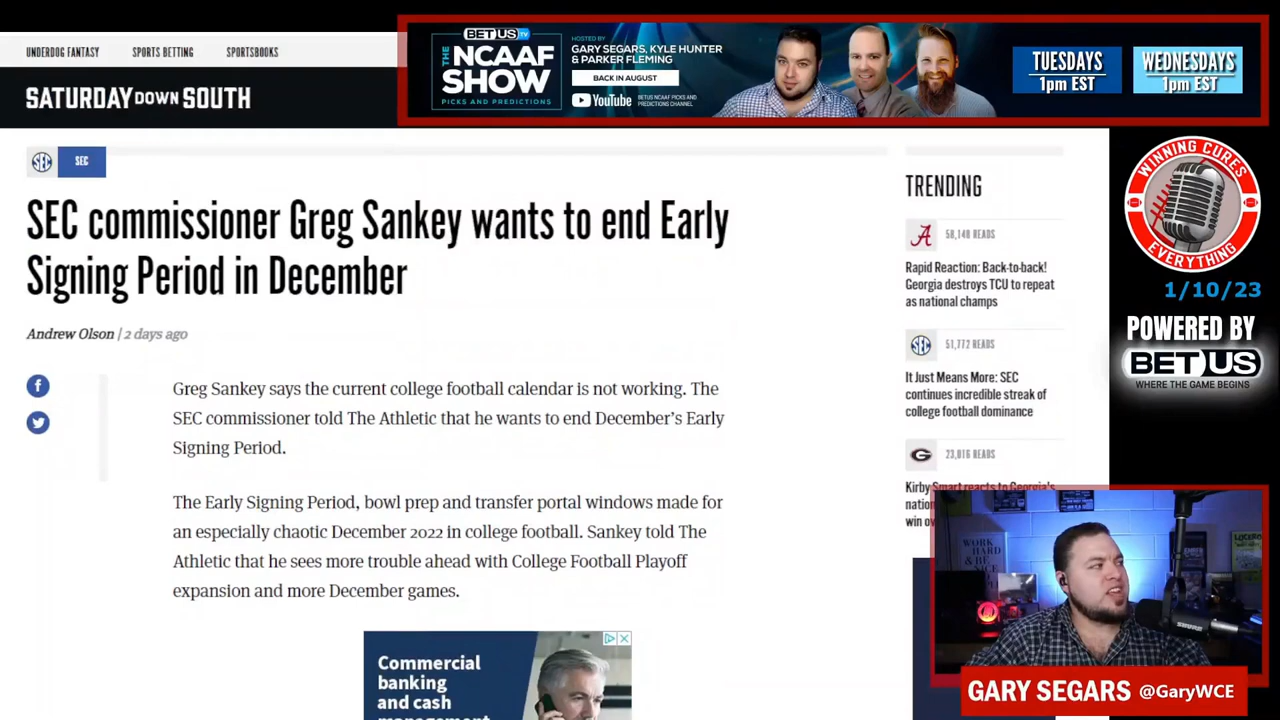 UNDERDOG FANTASY
SPORTS BETTING
SPORTSBOOKS
SATURDAY DOWN SOUTH
BETUS TV
THE NCAAF SHOW
PICKS AND PREDICTIONS
HOSTED BY
GARY SEGARS, KYLE HUNTER
& PARKER FLEMING
BACK IN AUGUST
YouTube
BETUS NCAAF PICKS AND
PREDICTIONS CHANNEL
TUESDAYS
1pm EST
WEDNESDAYS
1pm EST
SEC
SEC
SEC commissioner Greg Sankey wants to end Early
Signing Period in December
Andrew Olson | 2 days ago
Greg Sankey says the current college football calendar is not working. The
SEC commissioner told The Athletic that he wants to end December's Early
Signing Period.
The Early Signing Period, bowl prep and transfer portal windows made for
an especially chaotic December 2022 in college football. Sankey told The
Athletic that he sees more trouble ahead with College Football Playoff
expansion and more December games.
Commercial
banking
and cash
management
TRENDING
A
58,148 READS
Rapid Reaction: Back-to-back!
Georgia destroys TCU to repeat
as national champs
SEC
51,772 READS
It Just Means More: SEC
continues incredible streak of
college football dominance
G
23,016 READS
Kirby Smart reacts to Georgia's
WINNING CURES
EVERYTHING
1/10/23
POWERED BY
BETUS
WHERE THE GAME BEGINS
WORK
HARD &
SHURE
GARY SEGARS @GaryWCE